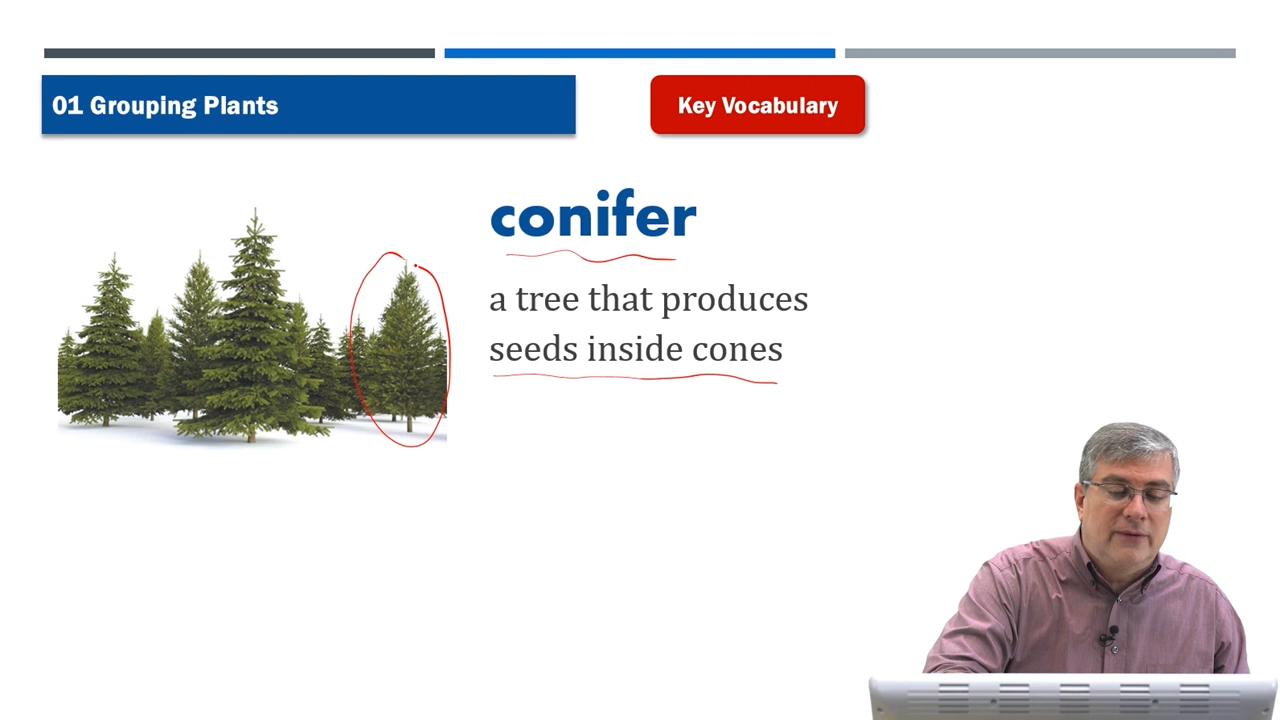 01 Grouping Plants
Key Vocabulary
conifer
a tree that produces
seeds inside cones